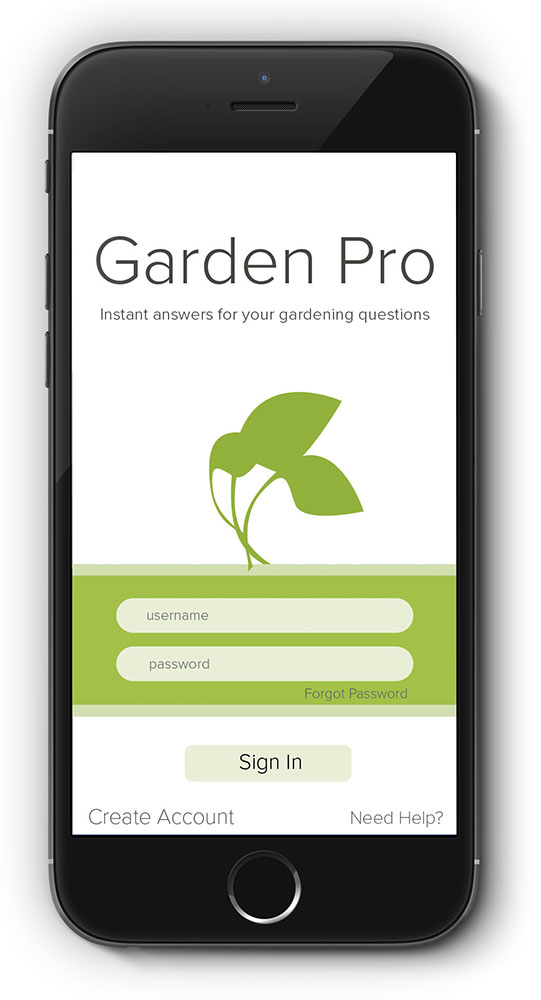 Garden Pro
Instant answers for your gardening questions
username
password
Forgot Password
Sign In
Create Account
Need Help?